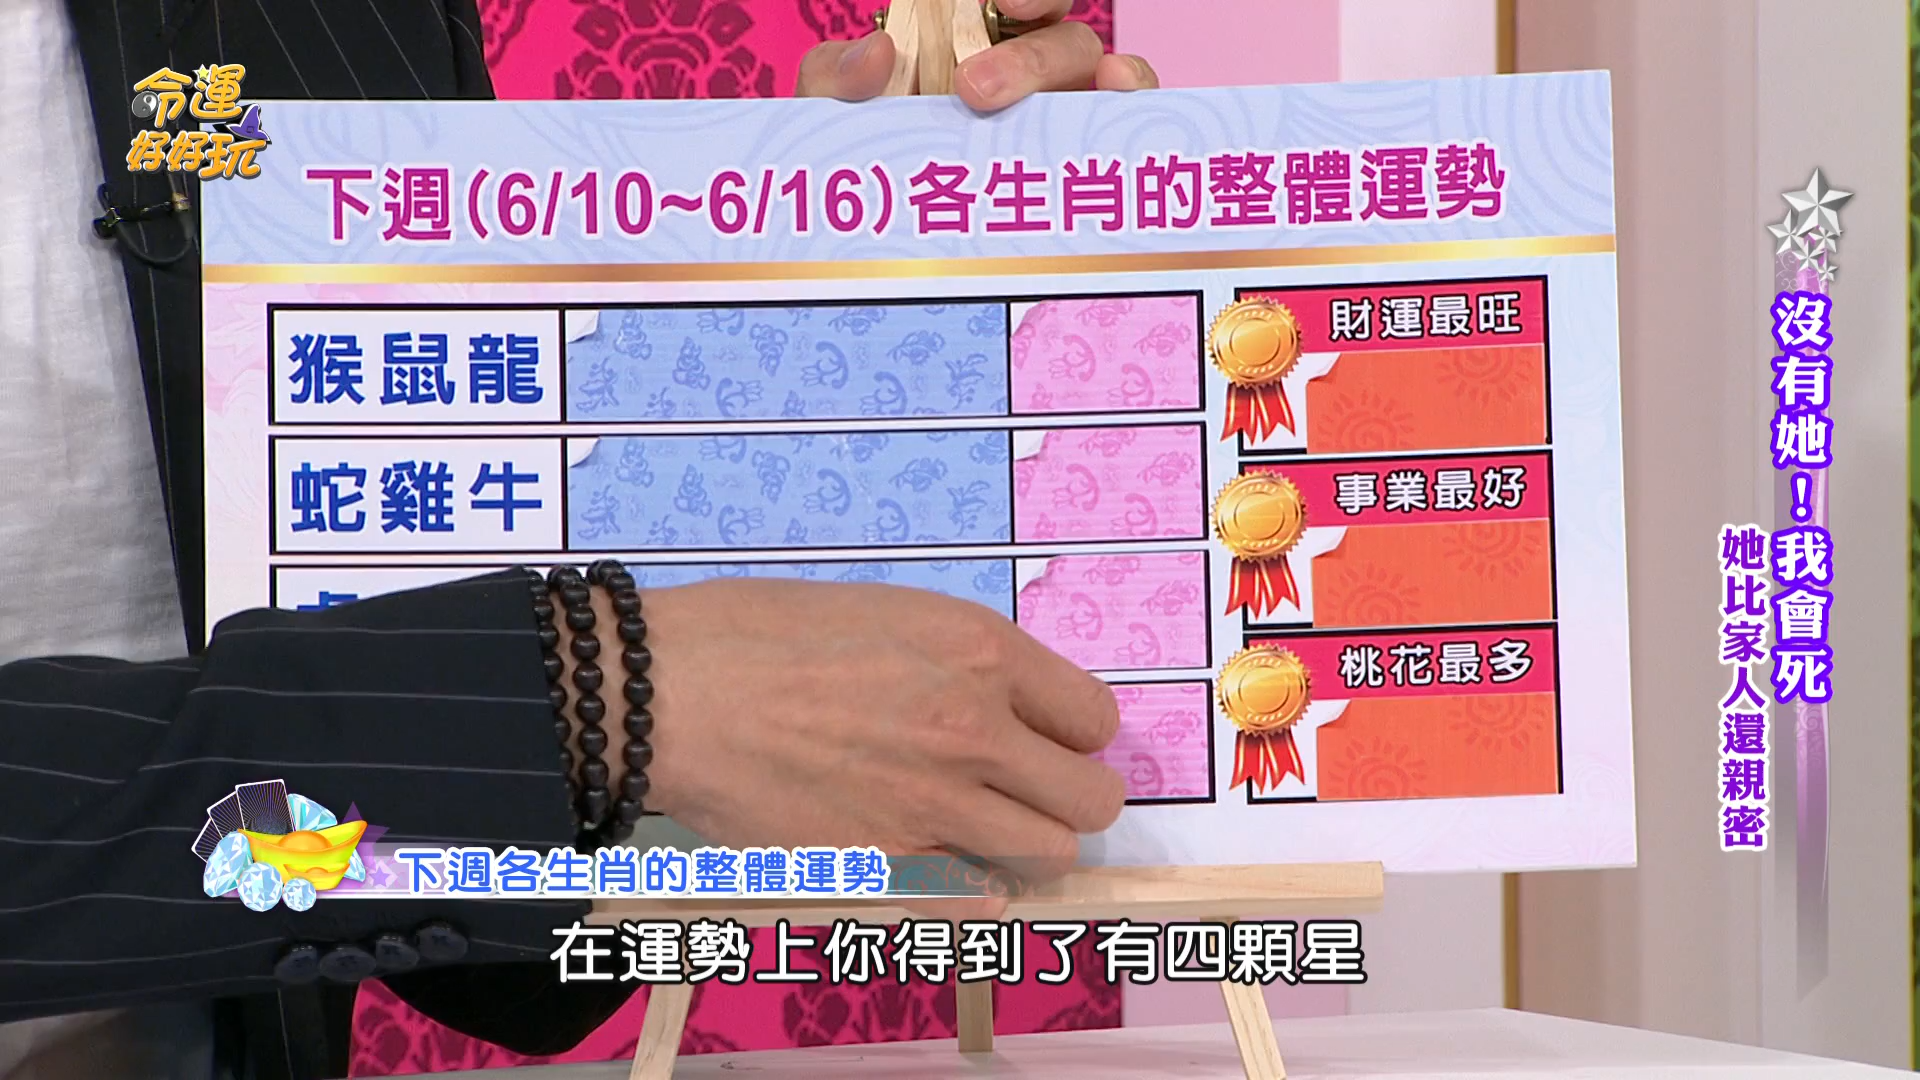 命運
好好玩
下週(6/10~6/16)各生肖的整體運勢
猴鼠龍
蛇雞牛
財運最旺
事業最好
桃花最多
沒有她!我會死
她比家人還親密
下週各生肖的整體運勢
在運勢上你得到了有四顆星